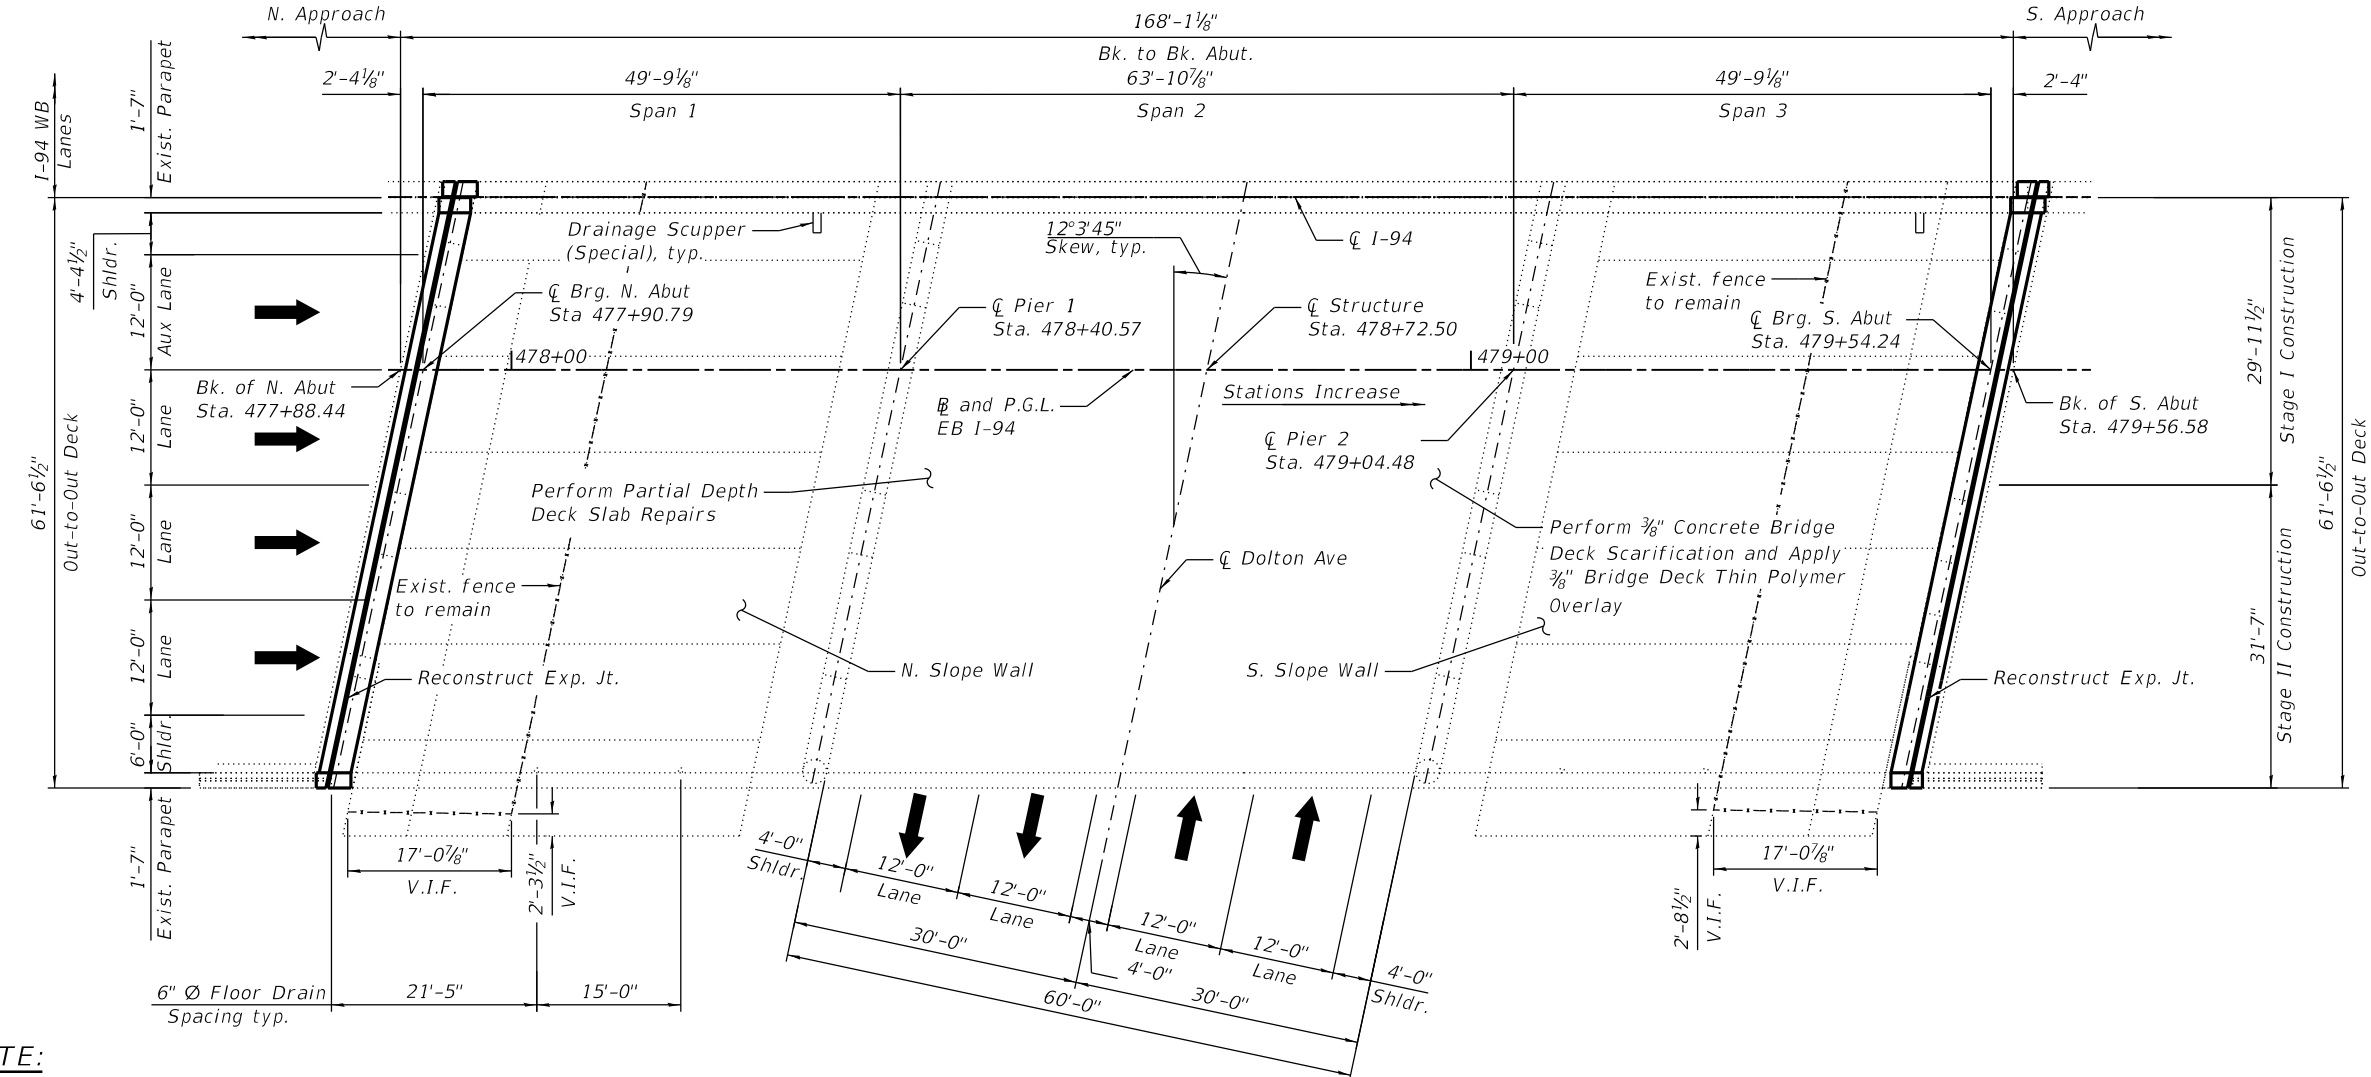 N. Approach
168'-1⅛"
Bk. to Bk. Abut.
S. Approach
2'-4⅛"
49'-9⅛"
Span 1
63'-10⅞"
Span 2
49'-9⅛"
Span 3
2'-4"
I-94 WB
Lanes
1'-7"
Exist. Parapet
4'-4½"
Shldr.
12'-0"
Aux Lane
12'-0"
Lane
12'-0"
Lane
12'-0"
Lane
6'-0"
Shldr.
1'-7"
Exist. Parapet
61'-6½"
Out-to-Out Deck
Drainage Scupper
(Special), typ.
12°3'45"
Skew, typ.
℄ I-94
Exist. fence
to remain
℄ Brg. N. Abut
Sta 477+90.79
℄ Pier 1
Sta. 478+40.57
℄ Structure
Sta. 478+72.50
℄ Brg. S. Abut
Sta. 479+54.24
478+00
479+00
Bk. of N. Abut
Sta. 477+88.44
℄ and P.G.L.
EB I-94
Stations Increase
℄ Pier 2
Sta. 479+04.48
Bk. of S. Abut
Sta. 479+56.58
Perform Partial Depth
Deck Slab Repairs
Perform ⅜" Concrete Bridge
Deck Scarification and Apply
⅜" Bridge Deck Thin Polymer
Overlay
℄ Dolton Ave
Exist. fence
to remain
Reconstruct Exp. Jt.
N. Slope Wall
S. Slope Wall
Reconstruct Exp. Jt.
29'-11½"
Stage I Construction
31'-7"
Stage II Construction
61'-6½"
Out-to-Out Deck
17'-0⅞"
V.I.F.
2'-3½"
V.I.F.
4'-0"
Shldr.
12'-0"
Lane
12'-0"
Lane
12'-0"
Lane
12'-0"
Lane
4'-0"
4'-0"
Shldr.
30'-0"
30'-0"
60'-0"
17'-0⅞"
V.I.F.
2'-8½"
V.I.F.
6" Ø Floor Drain
Spacing typ.
21'-5"
15'-0"
TE: